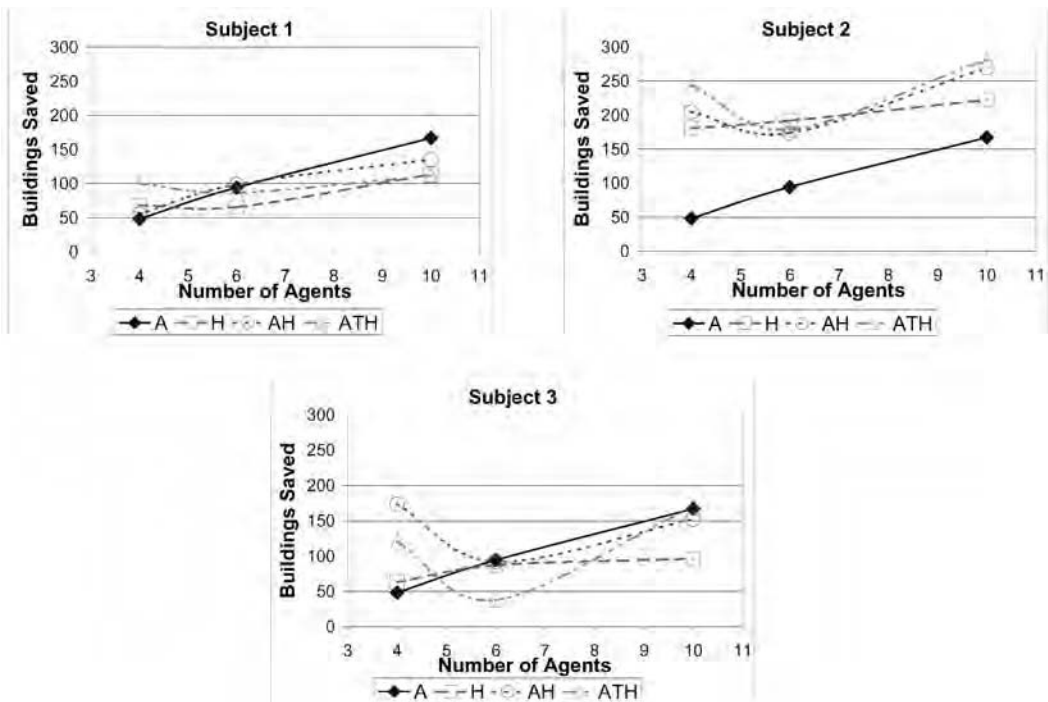 Subject 1
Buildings Saved
300
250
200
150
100
50
0
3 4 5 6 7 8 9 10 11
Number of Agents
A H AH ATH
Subject 2
Buildings Saved
300
250
200
150
100
50
0
3 4 5 6 7 8 9 10 11
Number of Agents
A H AH ATH
Subject 3
Buildings Saved
300
250
200
150
100
50
0
3 4 5 6 7 8 9 10 11
Number of Agents
A H AH ATH